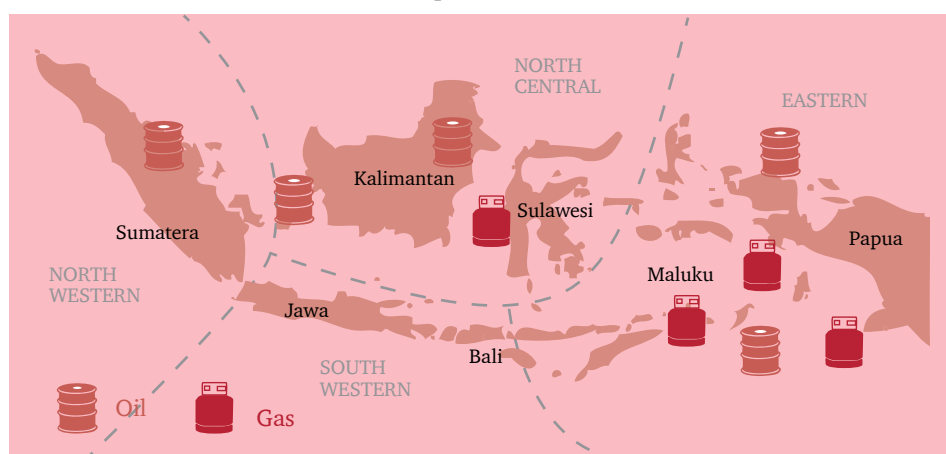 NORTH
CENTRAL
EASTERN
Kalimantan
Sulawesi
Sumatera
Papua
NORTH
WESTERN
Maluku
Jawa
Bali
SOUTH
WESTERN
Oil
Gas